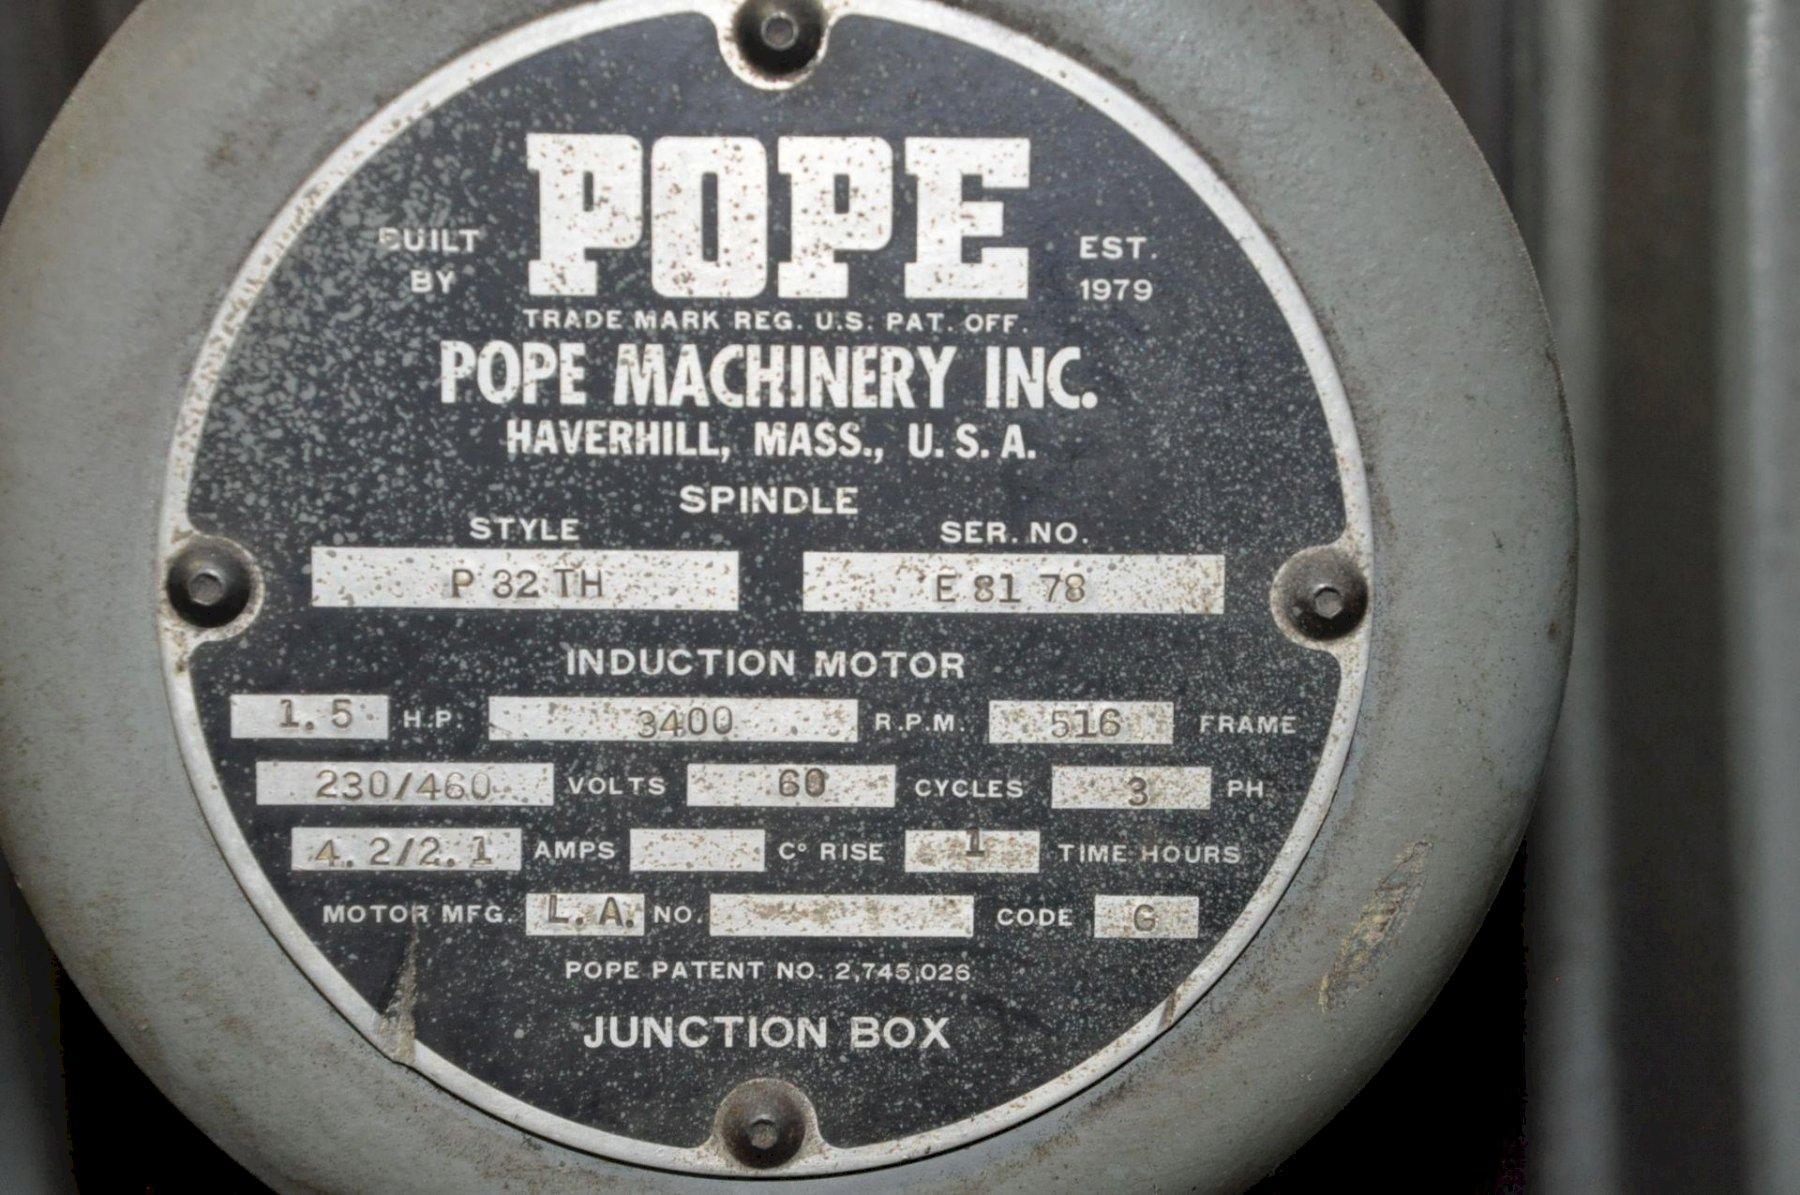 POPE
BUILT BY
EST. 1979
TRADE MARK REG. U.S. PAT. OFF.
POPE MACHINERY INC.
HAVERHILL, MASS., U.S.A.
SPINDLE
STYLE SER. NO.
P 32 TH E 81 78
INDUCTION MOTOR
1.5 H.P. 3400 R.P.M. 516 FRAME
230/460 VOLTS 60 CYCLES 3 PH
4.2/2.1 AMPS C° RISE 1 TIME HOURS
MOTOR MFG. L.A. NO. CODE G
POPE PATENT NO. 2,745,026
JUNCTION BOX